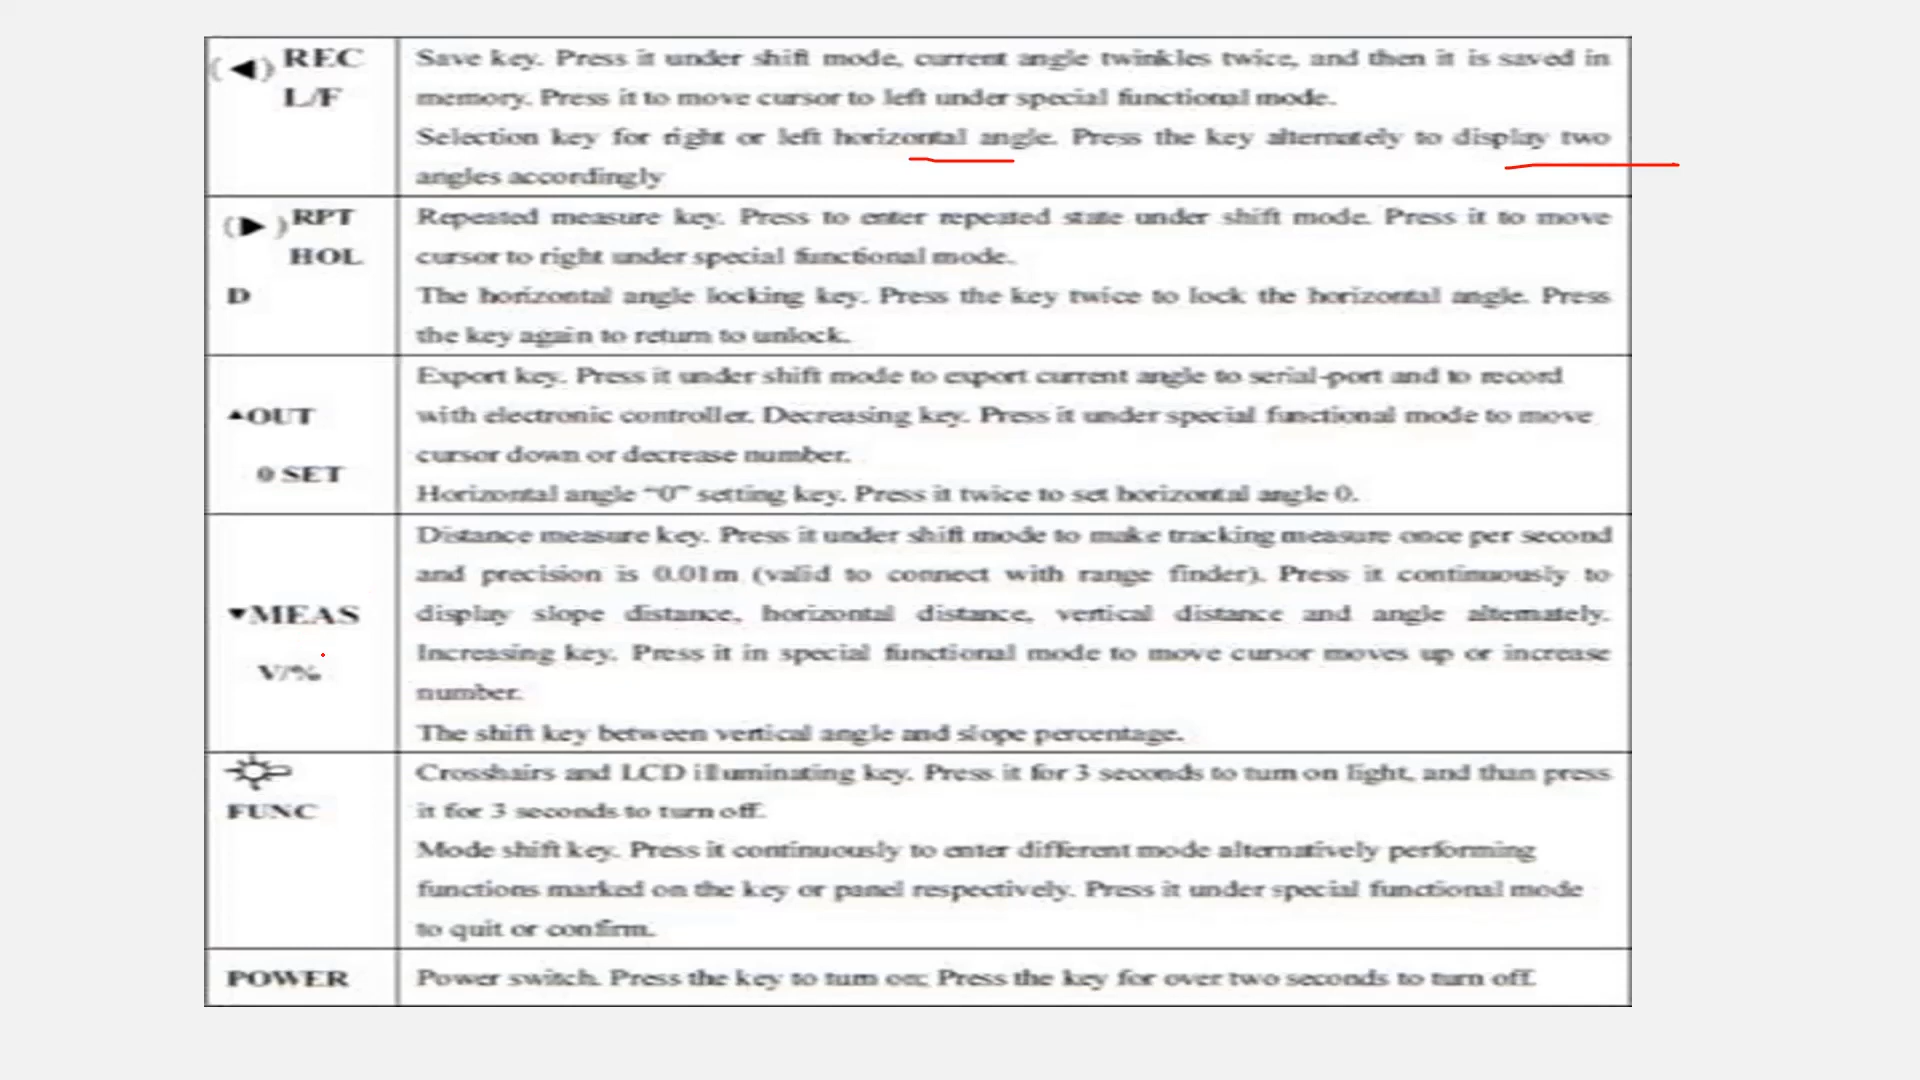 (◀) REC
L/F
Save key. Press it under shift mode, current angle twinkles twice, and then it is saved in
memory. Press it to move cursor to left under special functional mode.
Selection key for right or left horizontal angle. Press the key alternately to display two
angles accordingly
(▶) RPT
HOL
D
Repeated measure key. Press to enter repeated state under shift mode. Press it to move
cursor to right under special functional mode.
The horizontal angle locking key. Press the key twice to lock the horizontal angle. Press
the key again to return to unlock.
▲OUT
0 SET
Export key. Press it under shift mode to export current angle to serial-port and to record
with electronic controller. Decreasing key. Press it under special functional mode to move
cursor down or decrease number.
Horizontal angle “0” setting key. Press it twice to set horizontal angle 0.
▼MEAS
V/%
Distance measure key. Press it under shift mode to make tracking measure once per second
and precision is 0.01m (valid to connect with range finder). Press it continuously to
display slope distance, horizontal distance, vertical distance and angle alternately.
Increasing key. Press it in special functional mode to move cursor moves up or increase
number.
The shift key between vertical angle and slope percentage.
FUNC
Crosshairs and LCD illuminating key. Press it for 3 seconds to turn on light, and than press
it for 3 seconds to turn off.
Mode shift key. Press it continuously to enter different mode alternatively performing
functions marked on the key or panel respectively. Press it under special functional mode
to quit or confirm.
POWER
Power switch. Press the key to turn on; Press the key for over two seconds to turn off.